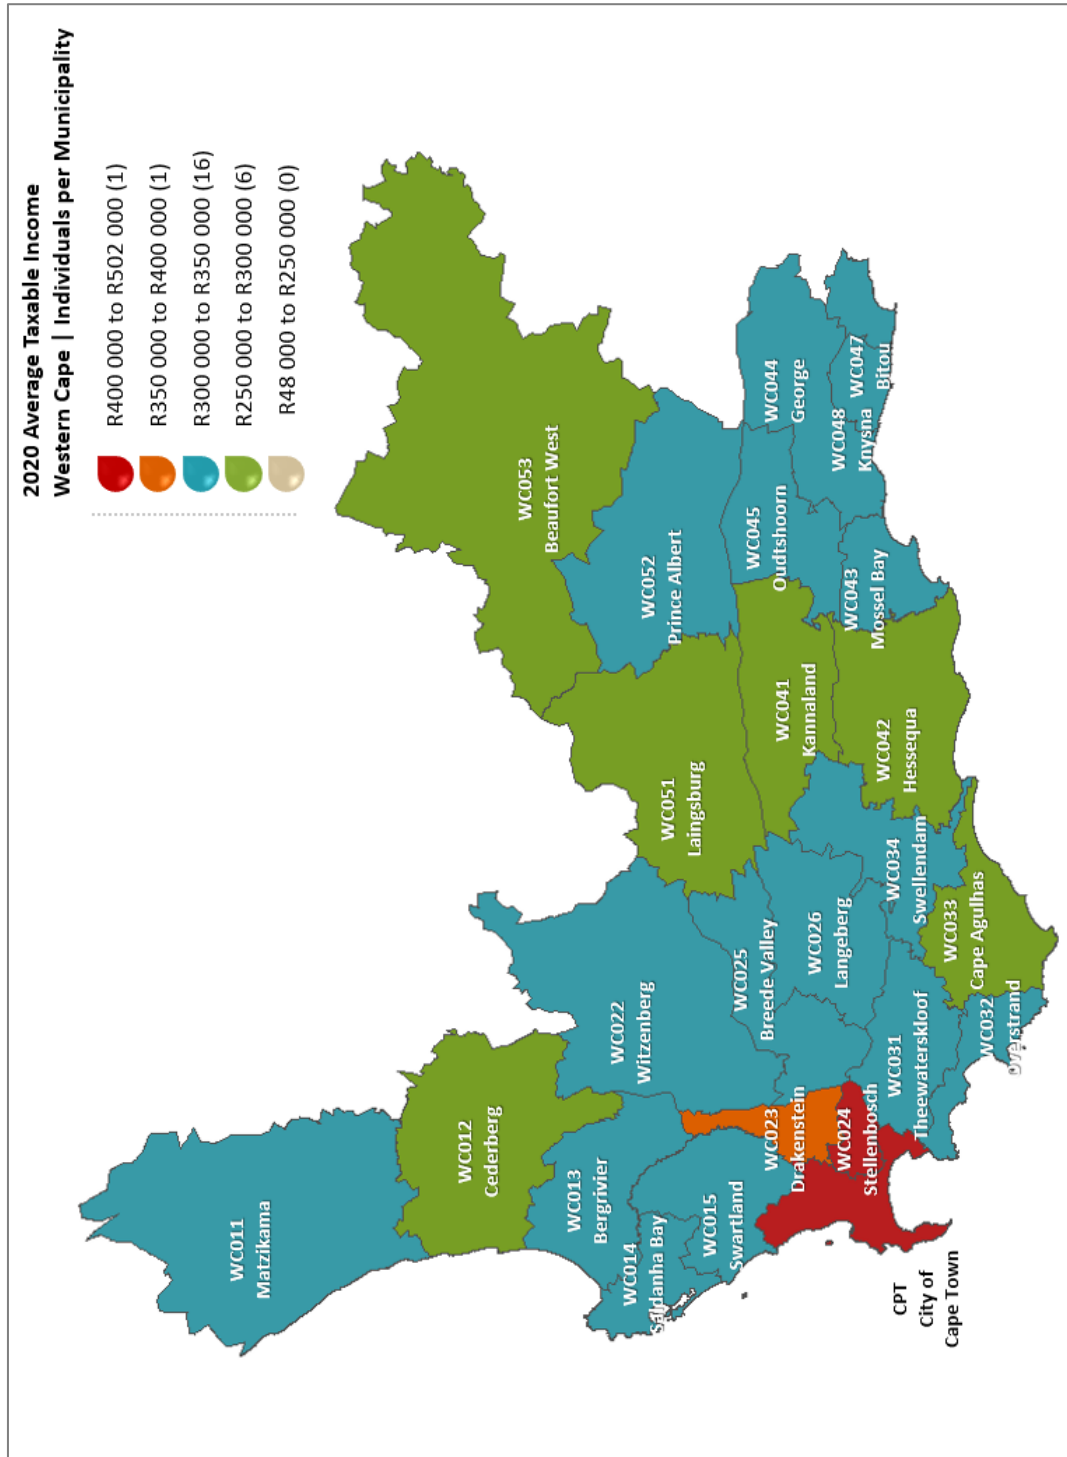 2020 Average Taxable Income
Western Cape | Individuals per Municipality
R400 000 to R502 000 (1)
R350 000 to R400 000 (1)
R300 000 to R350 000 (16)
R250 000 to R300 000 (6)
R48 000 to R250 000 (0)
WC011
Matzikama
WC012
Cederberg
WC013
Bergrivier
WC014
Saldanha Bay
WC015
Swartland
WC022
Witzenberg
WC023
Drakenstein
WC024
Stellenbosch
WC025
Breede Valley
WC026
Langeberg
WC031
Theewaterskloof
WC032
Overstrand
WC033
Cape Agulhas
WC034
Swellendam
WC041
Kannaland
WC042
Hessequa
WC043
Mossel Bay
WC044
George
WC045
Oudtshoorn
WC047
Bitou
WC048
Knysna
WC051
Laingsburg
WC052
Prince Albert
WC053
Beaufort West
CPT
City of
Cape Town